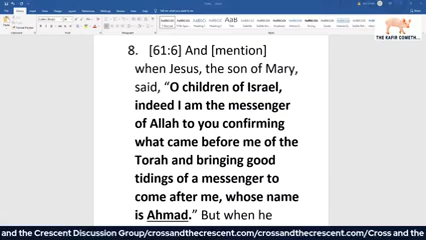 THE KAFIR COMETH...
8. [61:6] And [mention]
when Jesus, the son of Mary,
said, “O children of Israel,
indeed I am the messenger
of Allah to you confirming
what came before me of the
Torah and bringing good
tidings of a messenger to
come after me, whose name
is Ahmad.” But when he
and the Crescent Discussion Group/crossandthecrescent.com/crossandthecrescent.com/Cross and the